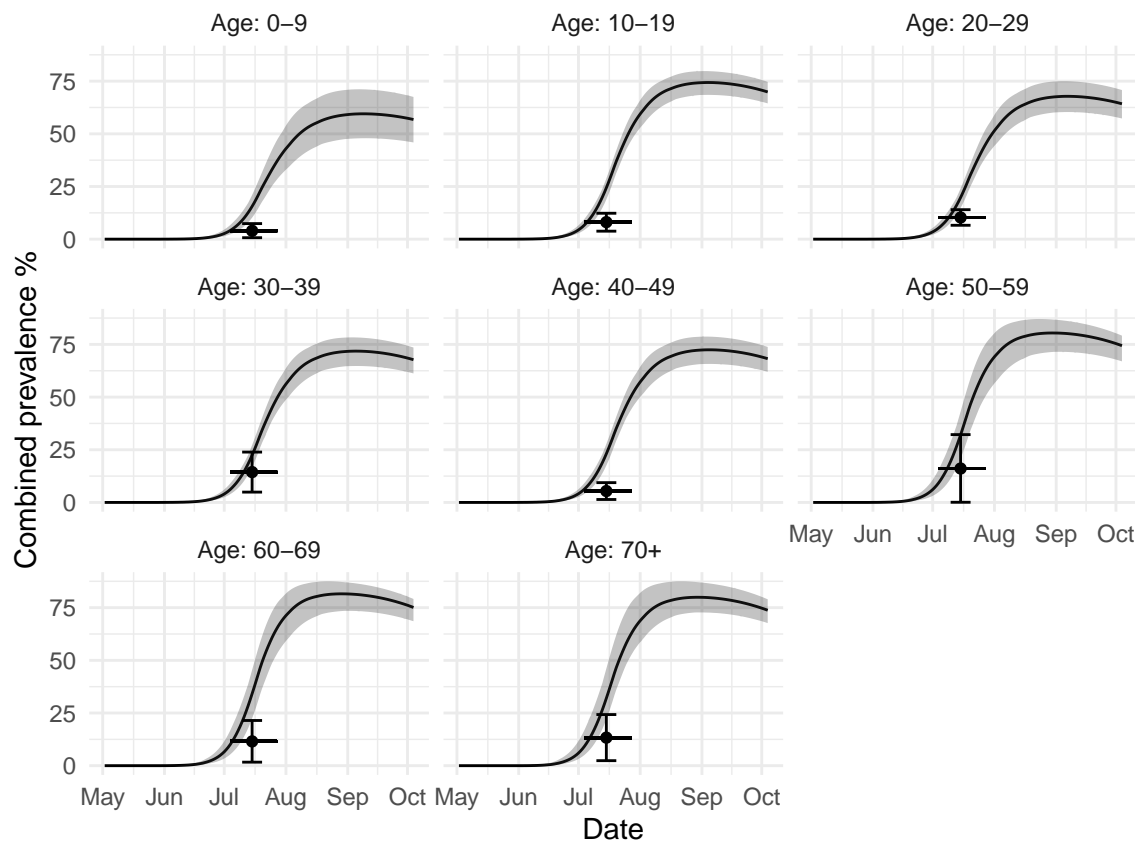 Age: 0–9
Age: 10–19
Age: 20–29
75
50
25
0
Age: 30–39
Age: 40–49
Age: 50–59
75
50
25
0
May Jun Jul Aug Sep Oct
Age: 60–69
Age: 70+
75
50
25
0
May Jun Jul Aug Sep Oct
May Jun Jul Aug Sep Oct
Date
Combined prevalence %